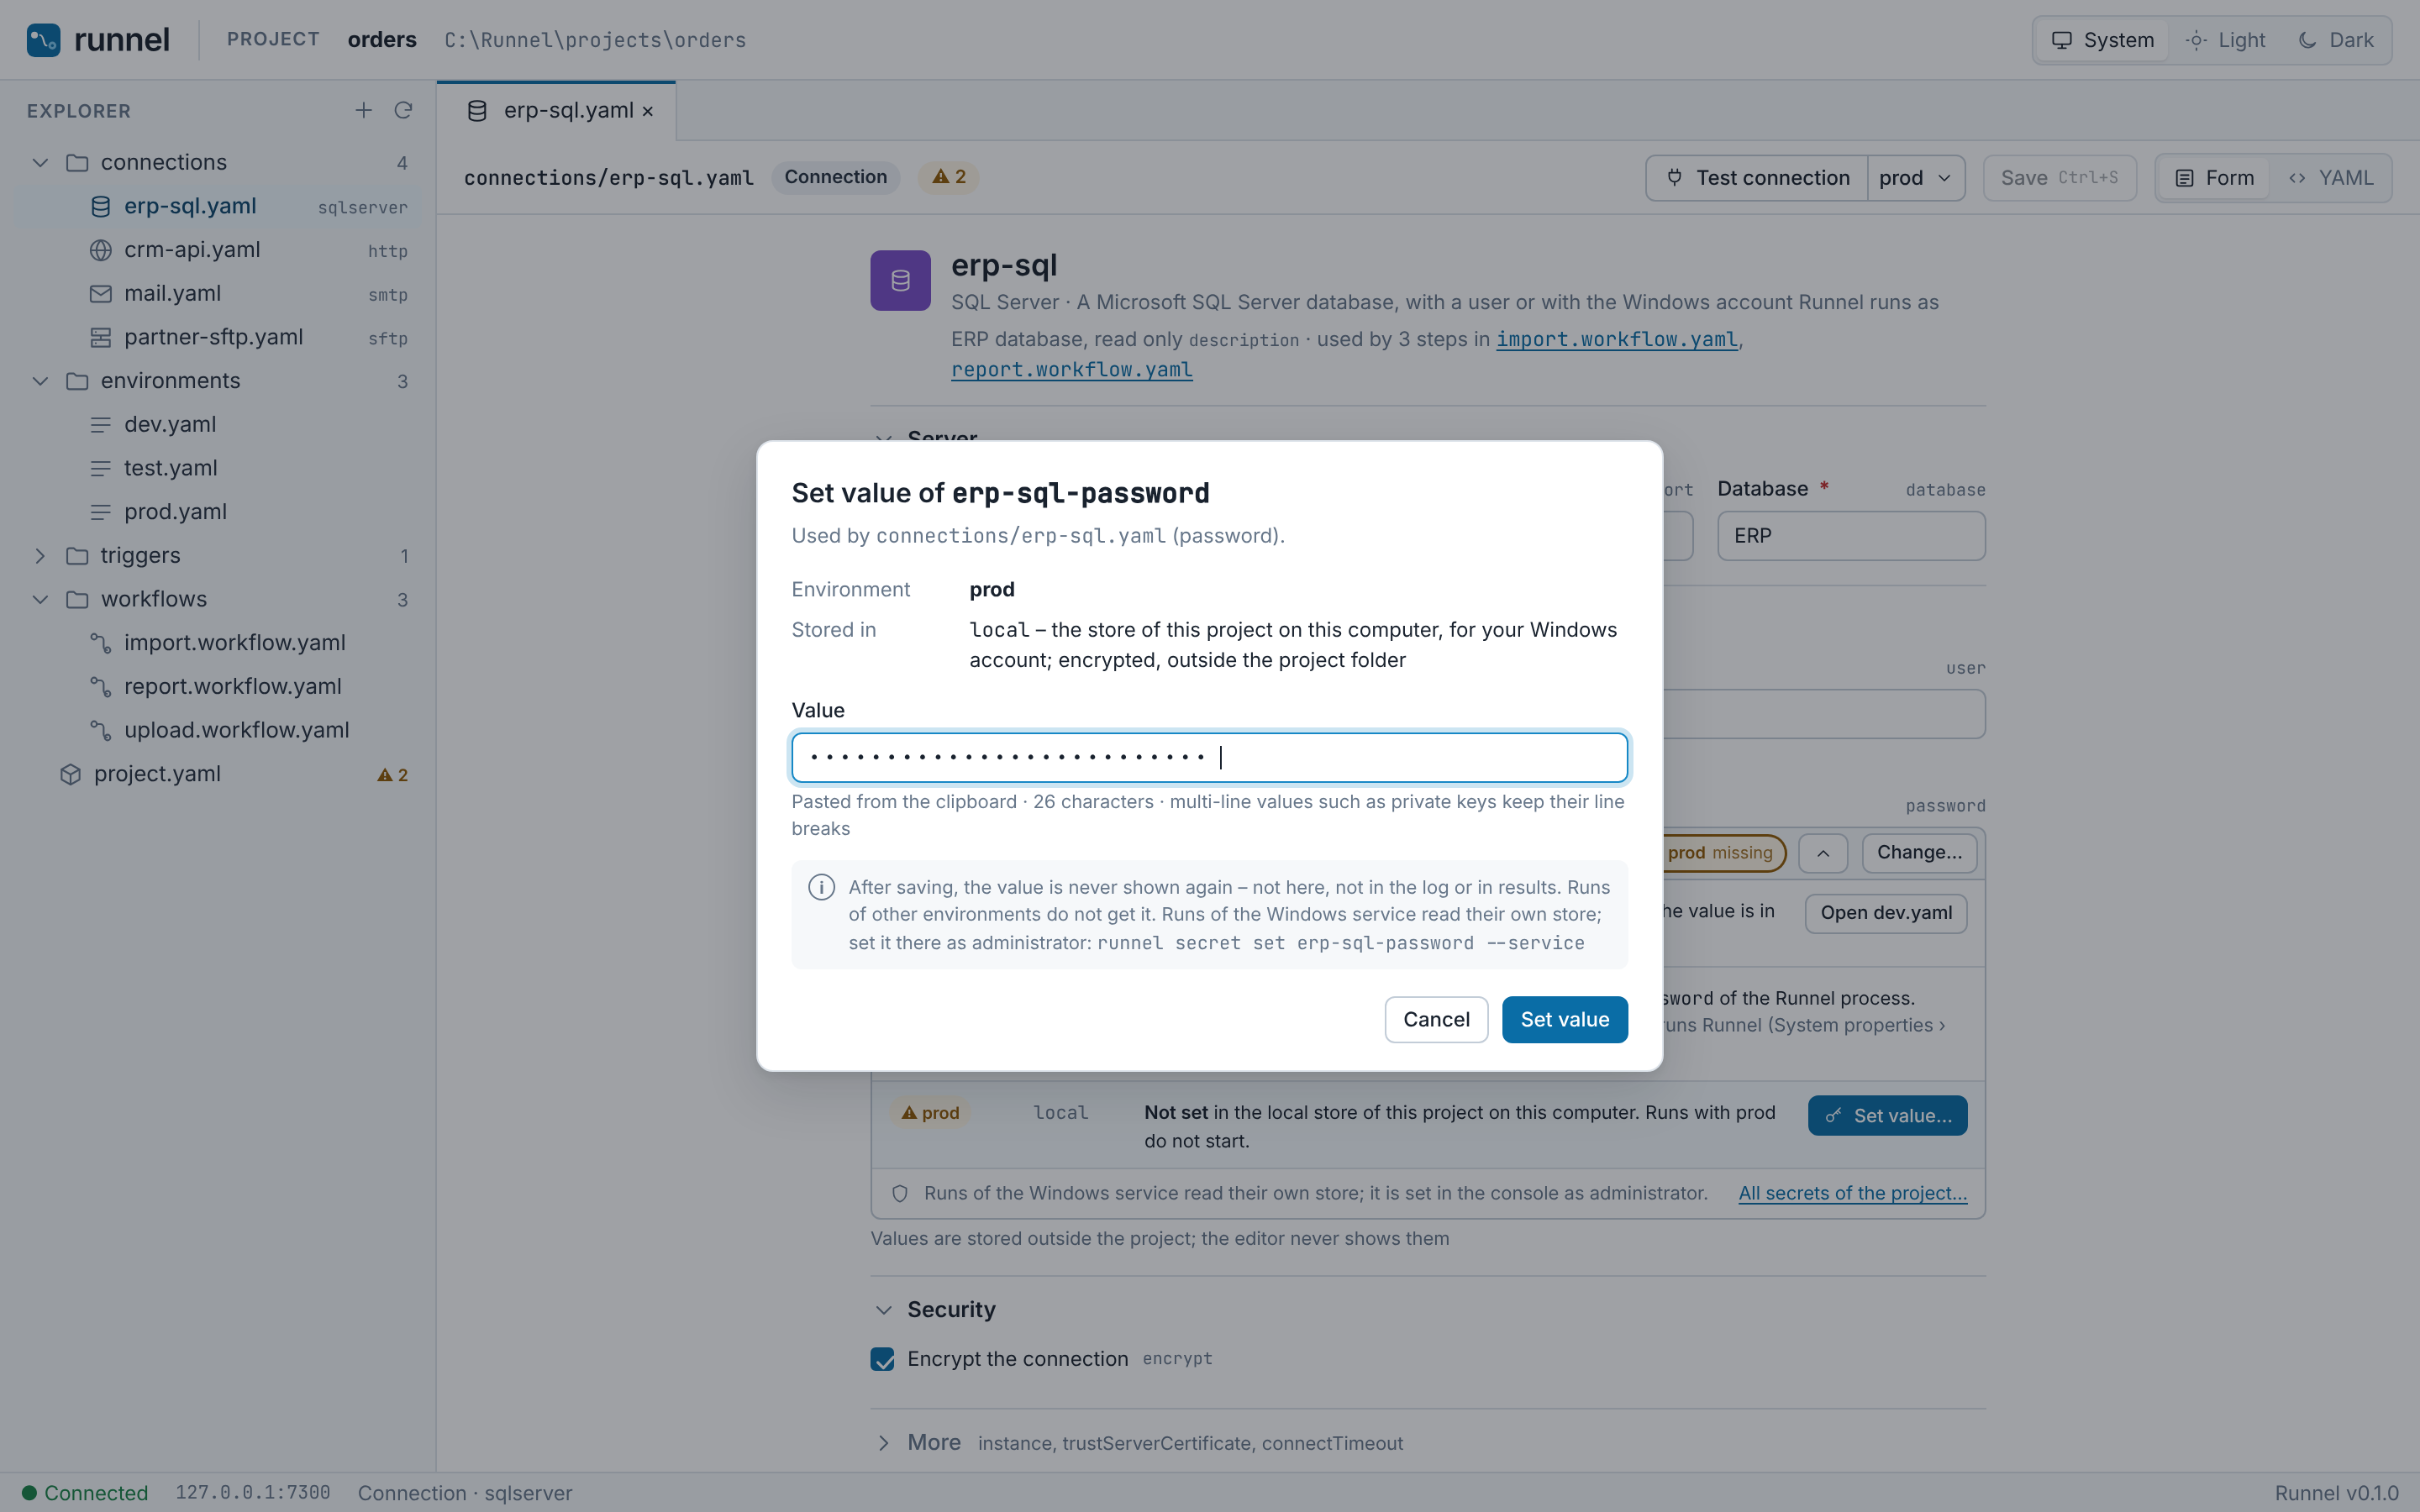 runnel PROJECT orders C:\Runnel\projects\orders System Light Dark
EXPLORER
connections 4
erp-sql.yaml sqlserver
crm-api.yaml http
mail.yaml smtp
partner-sftp.yaml sftp
environments 3
dev.yaml
test.yaml
prod.yaml
triggers 1
workflows 3
import.workflow.yaml
report.workflow.yaml
upload.workflow.yaml
project.yaml 2
erp-sql.yaml ×
connections/erp-sql.yaml Connection 2 Test connection prod Save Ctrl+S Form YAML
erp-sql
SQL Server · A Microsoft SQL Server database, with a user or with the Windows account Runnel runs as
ERP database, read only description · used by 3 steps in import.workflow.yaml,
report.workflow.yaml
Server
ort Database * database
ERP
user
password
prod missing Change...
he value is in Open dev.yaml
sword of the Runnel process.
runs Runnel (System properties ›
Set value of erp-sql-password
Used by connections/erp-sql.yaml (password).
Environment prod
Stored in local – the store of this project on this computer, for your Windows
account; encrypted, outside the project folder
Value
••••••••••••••••••••••••••
Pasted from the clipboard · 26 characters · multi-line values such as private keys keep their line
breaks
After saving, the value is never shown again – not here, not in the log or in results. Runs
of other environments do not get it. Runs of the Windows service read their own store;
set it there as administrator: runnel secret set erp-sql-password --service
Cancel Set value
prod local Not set in the local store of this project on this computer. Runs with prod
do not start.
Set value...
Runs of the Windows service read their own store; it is set in the console as administrator. All secrets of the project...
Values are stored outside the project; the editor never shows them
Security
Encrypt the connection encrypt
More instance, trustServerCertificate, connectTimeout
Connected 127.0.0.1:7300 Connection · sqlserver Runnel v0.1.0